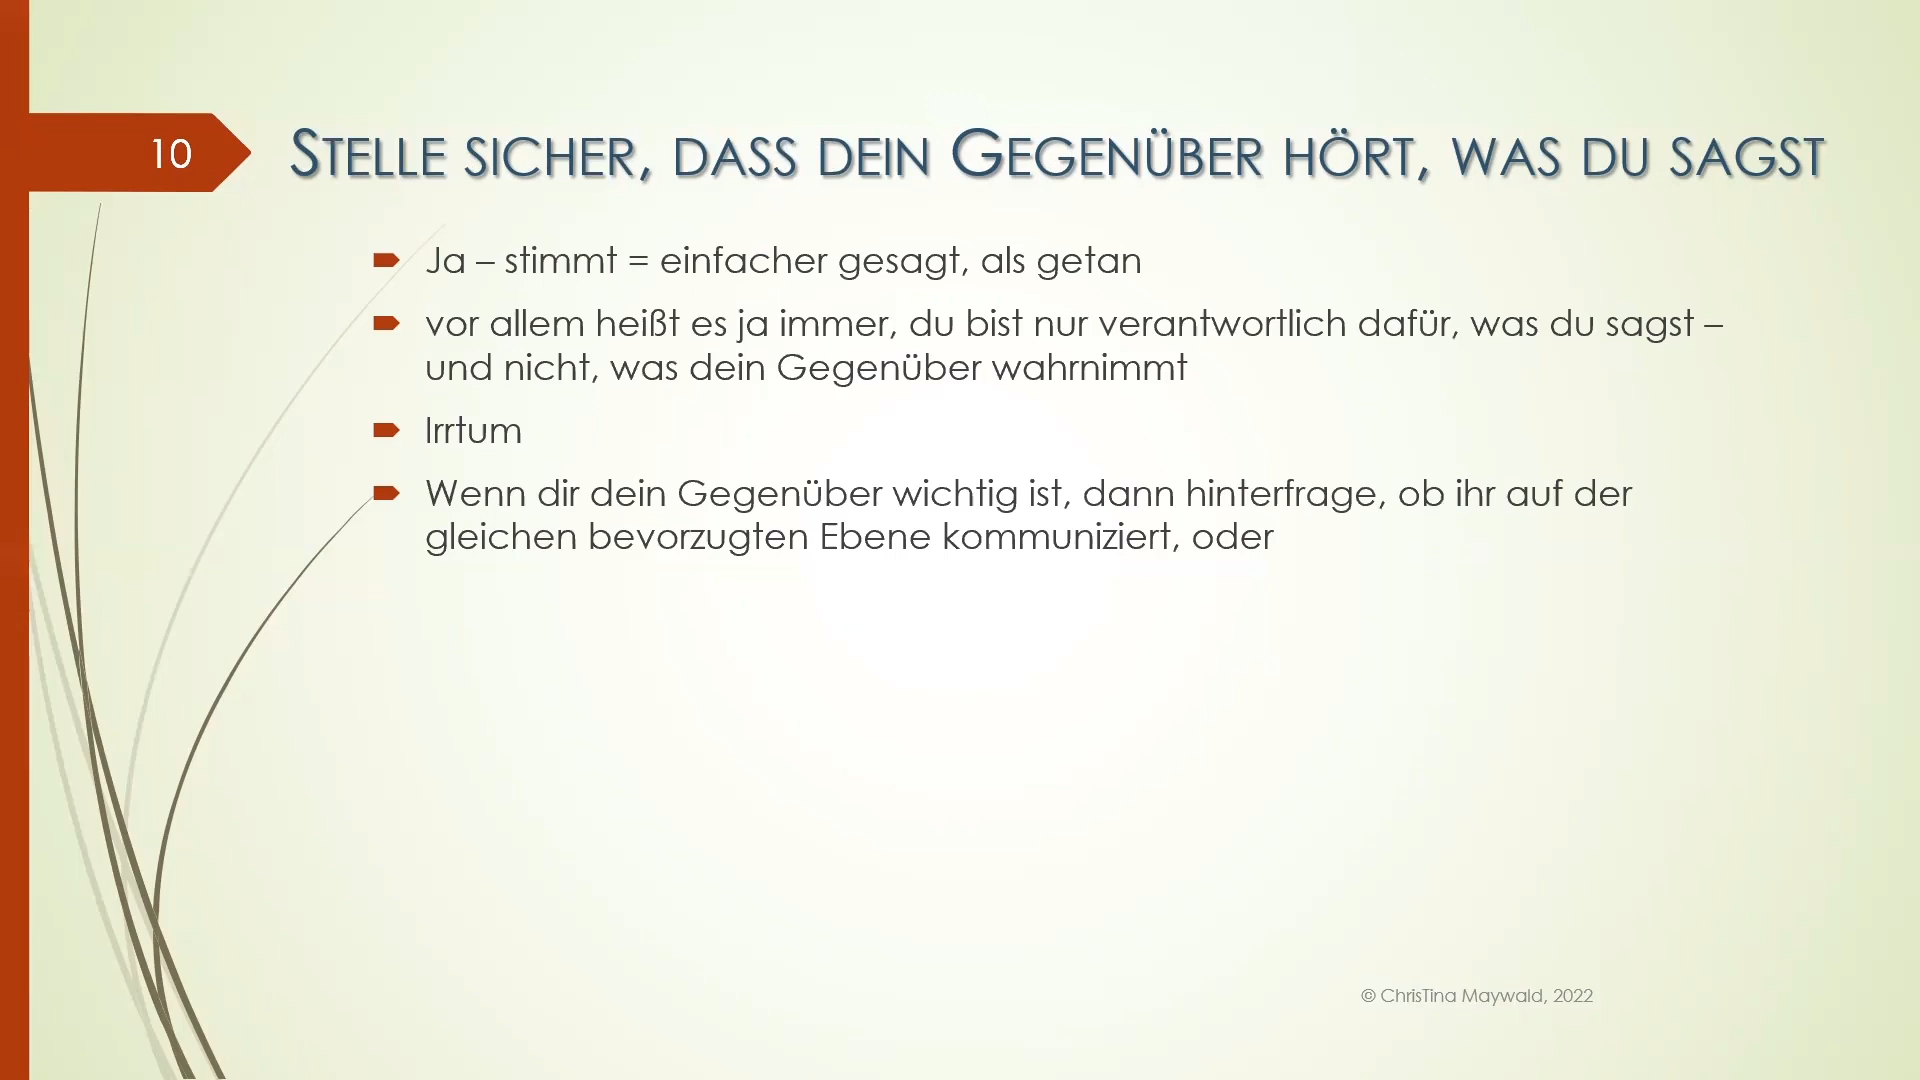 10
Stelle sicher, dass dein Gegenüber hört, was du sagst
Ja – stimmt = einfacher gesagt, als getan
vor allem heißt es ja immer, du bist nur verantwortlich dafür, was du sagst –
und nicht, was dein Gegenüber wahrnimmt
Irrtum
Wenn dir dein Gegenüber wichtig ist, dann hinterfrage, ob ihr auf der
gleichen bevorzugten Ebene kommuniziert, oder
© ChrisTina Maywald, 2022